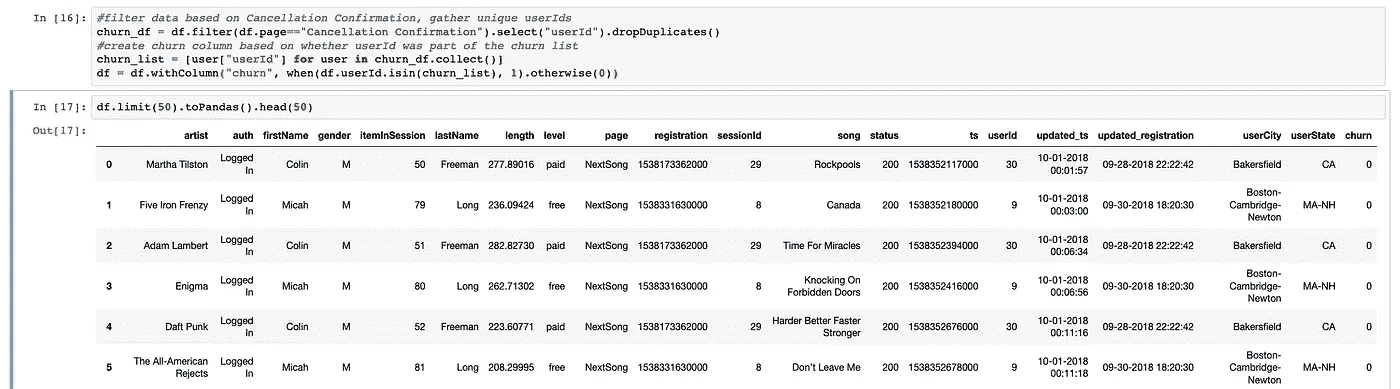 In [16]: #filter data based on Cancellation Confirmation, gather unique userIds
churn_df = df.filter(df.page=="Cancellation Confirmation").select("userId").dropDuplicates()
#create churn column based on whether userId was part of the churn list
churn_list = [user["userId"] for user in churn_df.collect()]
df = df.withColumn("churn", when(df.userId.isin(churn_list), 1).otherwise(0))
In [17]: df.limit(50).toPandas().head(50)
Out[17]:
artist auth firstName gender itemInSession lastName length level page registration sessionId song status ts userId updated_ts updated_registration userCity userState churn
0 Martha Tilston Logged In Colin M 50 Freeman 277.89016 paid NextSong 1538173362000 29 Rockpools 200 1538352117000 30 10-01-2018 00:01:57 09-28-2018 22:22:42 Bakersfield CA 0
1 Five Iron Frenzy Logged In Micah M 79 Long 236.09424 free NextSong 1538331630000 8 Canada 200 1538352180000 9 10-01-2018 00:03:00 09-30-2018 18:20:30 Boston-Cambridge-Newton MA-NH 0
2 Adam Lambert Logged In Colin M 51 Freeman 282.82730 paid NextSong 1538173362000 29 Time For Miracles 200 1538352394000 30 10-01-2018 00:06:34 09-28-2018 22:22:42 Bakersfield CA 0
3 Enigma Logged In Micah M 80 Long 262.71302 free NextSong 1538331630000 8 Knocking On Forbidden Doors 200 1538352416000 9 10-01-2018 00:06:56 09-30-2018 18:20:30 Boston-Cambridge-Newton MA-NH 0
4 Daft Punk Logged In Colin M 52 Freeman 223.60771 paid NextSong 1538173362000 29 Harder Better Faster Stronger 200 1538352676000 30 10-01-2018 00:11:16 09-28-2018 22:22:42 Bakersfield CA 0
5 The All-American Rejects Logged In Micah M 81 Long 208.29995 free NextSong 1538331630000 8 Don't Leave Me 200 1538352678000 9 10-01-2018 00:11:18 09-30-2018 18:20:30 Boston-Cambridge-Newton MA-NH 0